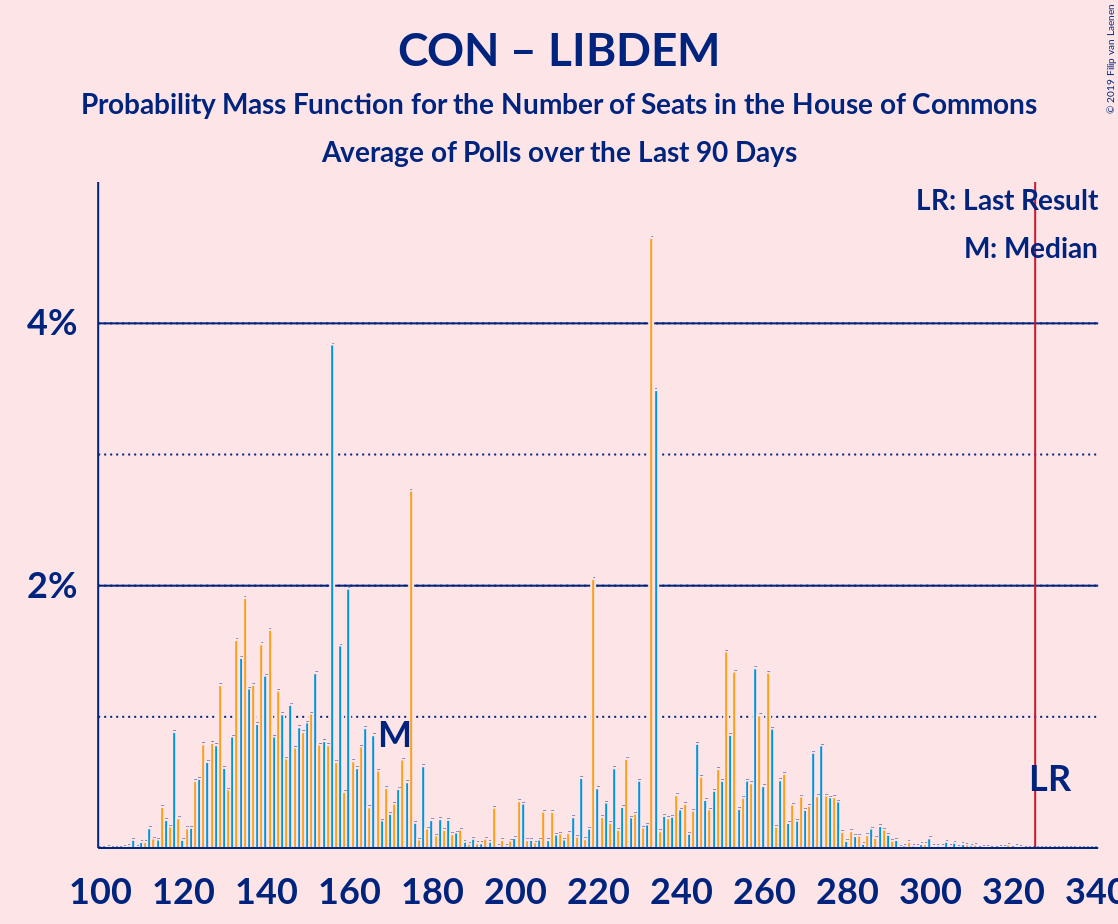 CON – LIBDEM
Probability Mass Function for the Number of Seats in the House of Commons
Average of Polls over the Last 90 Days
© 2019 Filip van Laenen
LR: Last Result
M: Median
4%
2%
M
LR
100 120 140 160 180 200 220 240 260 280 300 320 340